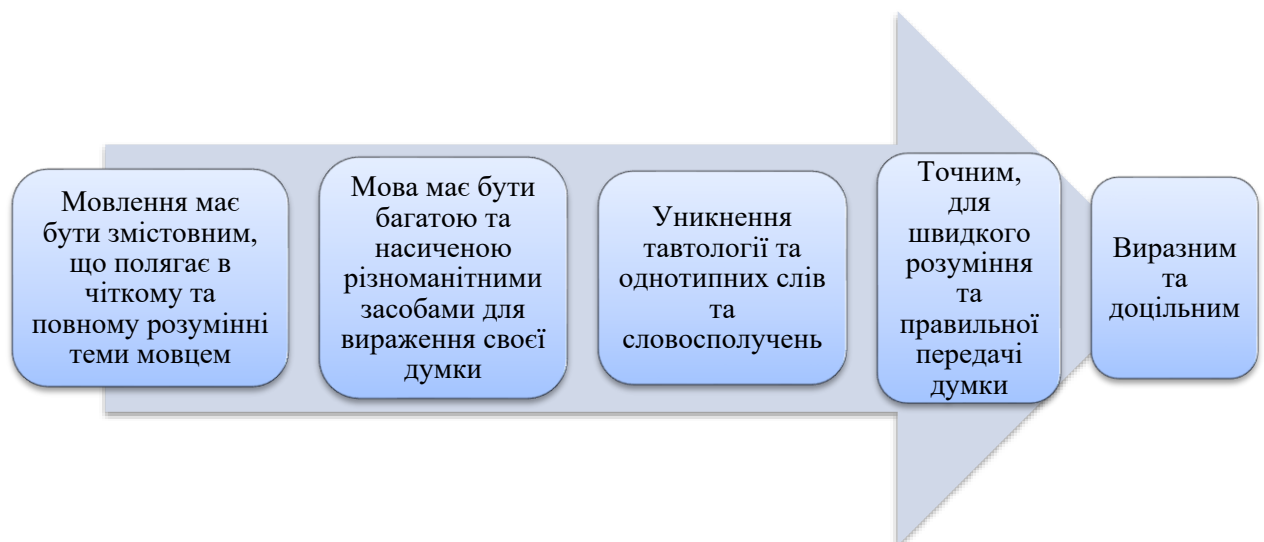 Мовлення має
бути змістовним,
що полягає в
чіткому та
повному розумінні
теми мовцем
Мова має бути
багатою та
насиченою
різноманітними
засобами для
вираження своєї
думки
Уникнення
тавтології та
однотипних слів
та
словосполучень
Точним,
для
швидкого
розуміння
та
правильної
передачі
думки
Виразним
та
доцільним